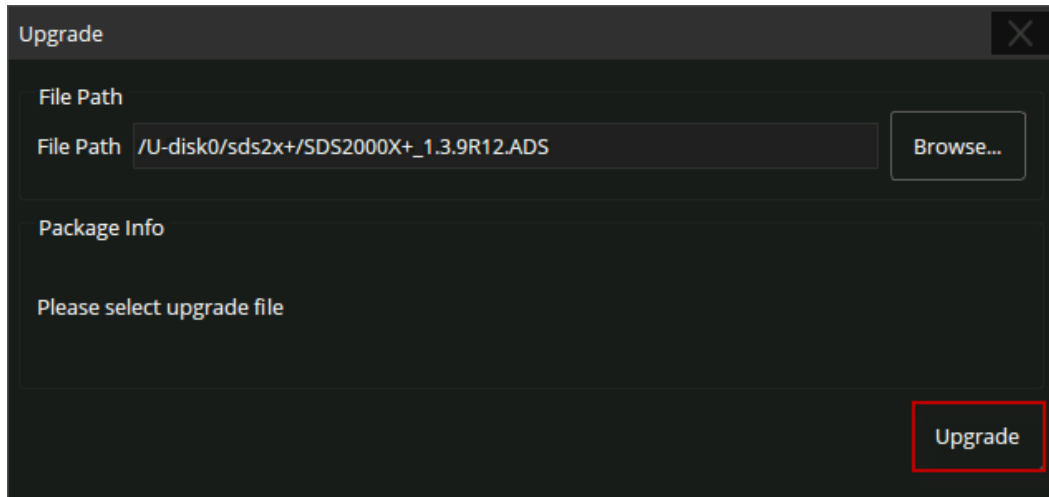 Upgrade
File Path
File Path /U-disk0/sds2x+/SDS2000X+_1.3.9R12.ADS Browse...
Package Info
Please select upgrade file
Upgrade